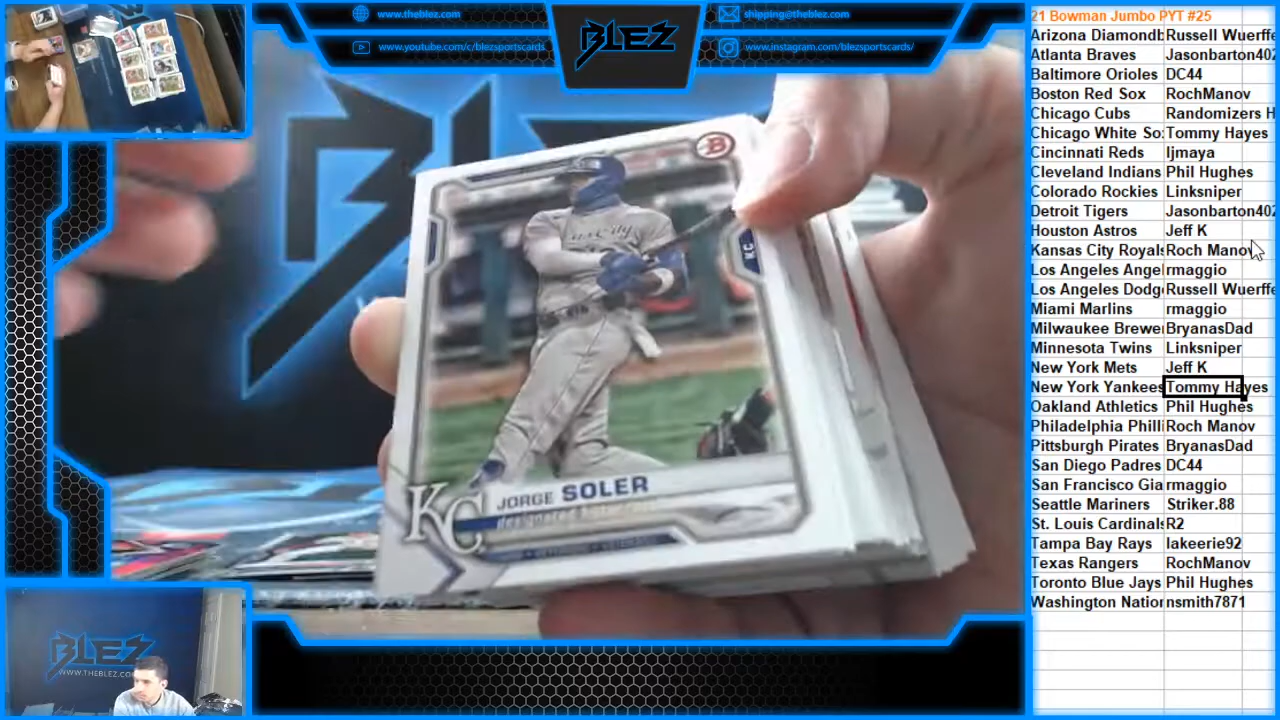 www.theblez.com
shipping@theblez.com
www.youtube.com/c/blezsportscards
www.instagram.com/blezsportscards/
BLEZ
21 Bowman Jumbo PYT #25
Arizona Diamondb Russell Wuerffe
Atlanta Braves Jasonbarton402
Baltimore Orioles DC44
Boston Red Sox RochManov
Chicago Cubs Randomizers H
Chicago White So Tommy Hayes
Cincinnati Reds ljmaya
Cleveland Indians Phil Hughes
Colorado Rockies Linksniper
Detroit Tigers Jasonbarton402
Houston Astros Jeff K
Kansas City Royals Roch Manov
Los Angeles Angel rmaggio
Los Angeles Dodge Russell Wuerffe
Miami Marlins rmaggio
Milwaukee Brewer BryanasDad
Minnesota Twins Linksniper
New York Mets Jeff K
New York Yankees Tommy Hayes
Oakland Athletics Phil Hughes
Philadelphia Philli Roch Manov
Pittsburgh Pirates BryanasDad
San Diego Padres DC44
San Francisco Gia rmaggio
Seattle Mariners Striker.88
St. Louis Cardinals R2
Tampa Bay Rays lakeerie92
Texas Rangers RochManov
Toronto Blue Jays Phil Hughes
Washington Nation nsmith7871
B
KC
KC
JORGE SOLER
designated hitter
BLEZ
WWW.THEBLEZ.COM